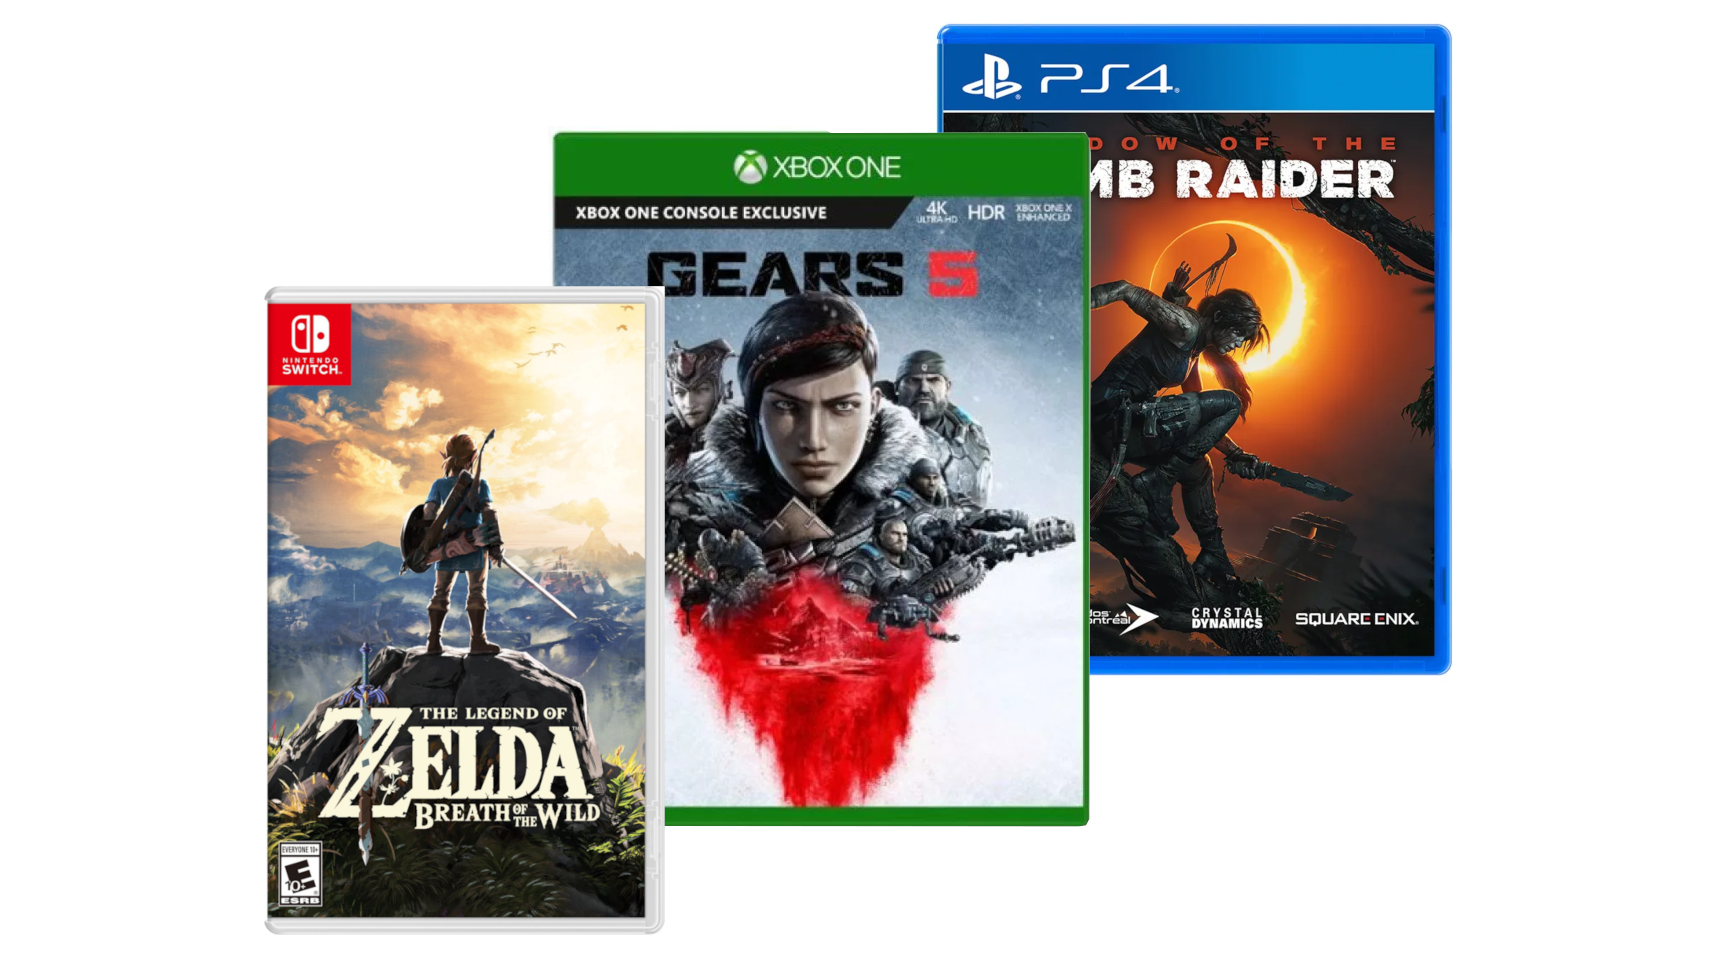 PS4
DOW OF THE
MB RAIDER
XBOX ONE
XBOX ONE CONSOLE EXCLUSIVE
4K
ULTRA HD
HDR
XBOX ONE X
ENHANCED
GEARS 5
NINTENDO
SWITCH
THE LEGEND OF
ZELDA
BREATH OF THE WILD
EVERYONE 10+
E
10+
ESRB
dos
ontréal
CRYSTAL
DYNAMICS
SQUARE ENIX